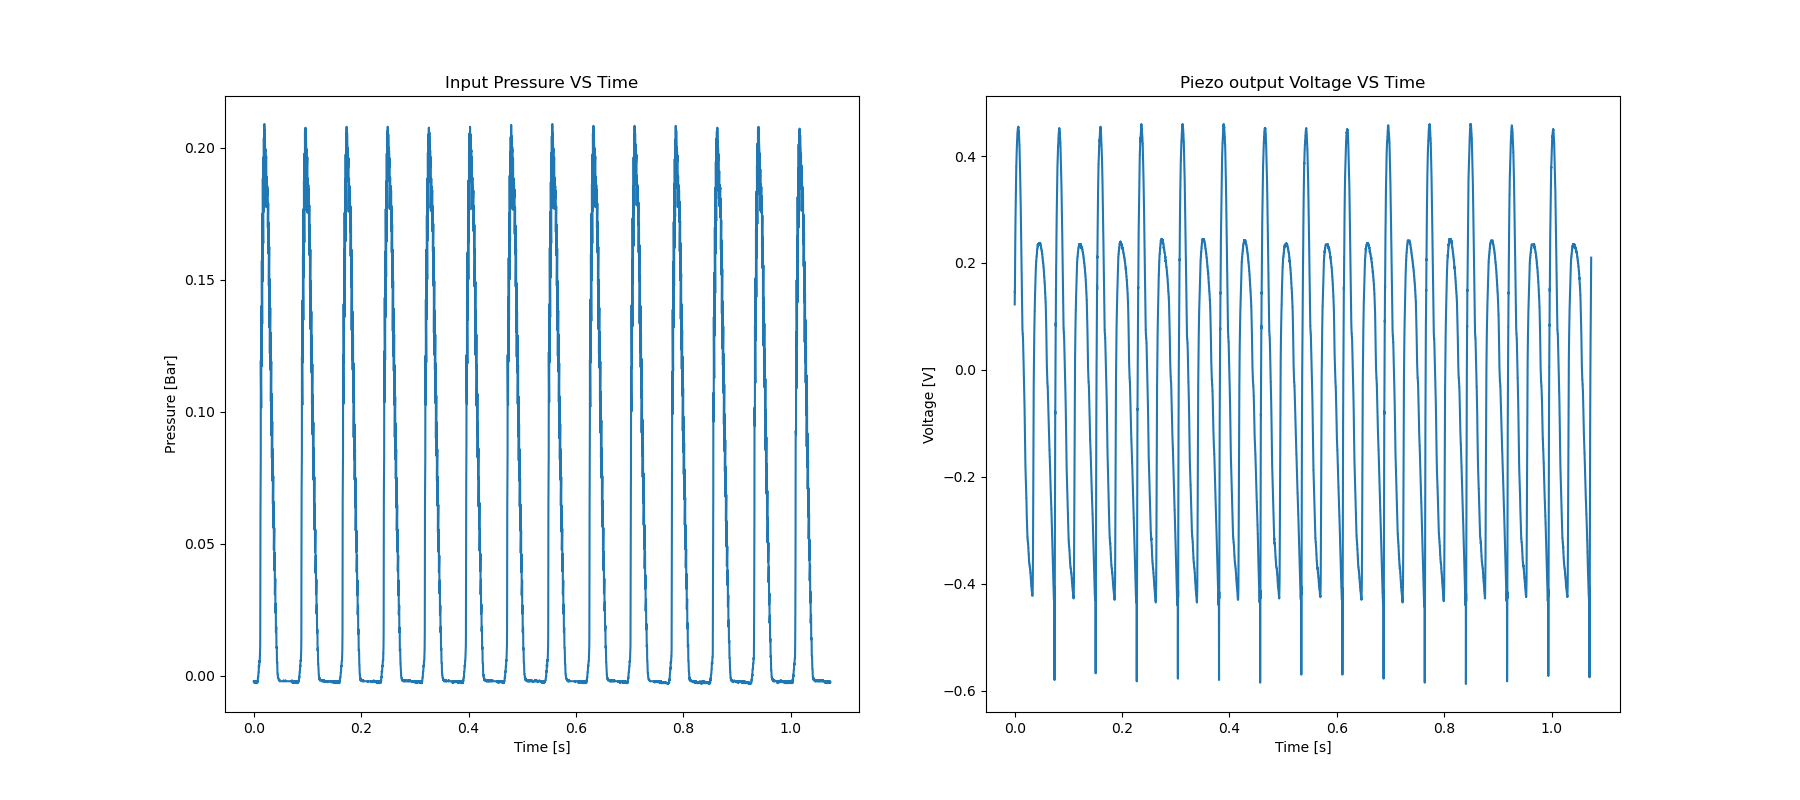 Input Pressure VS Time
Pressure [Bar]
0.20
0.15
0.10
0.05
0.00
0.0 0.2 0.4 0.6 0.8 1.0
Time [s]
Piezo output Voltage VS Time
Voltage [V]
0.4
0.2
0.0
−0.2
−0.4
−0.6
0.0 0.2 0.4 0.6 0.8 1.0
Time [s]